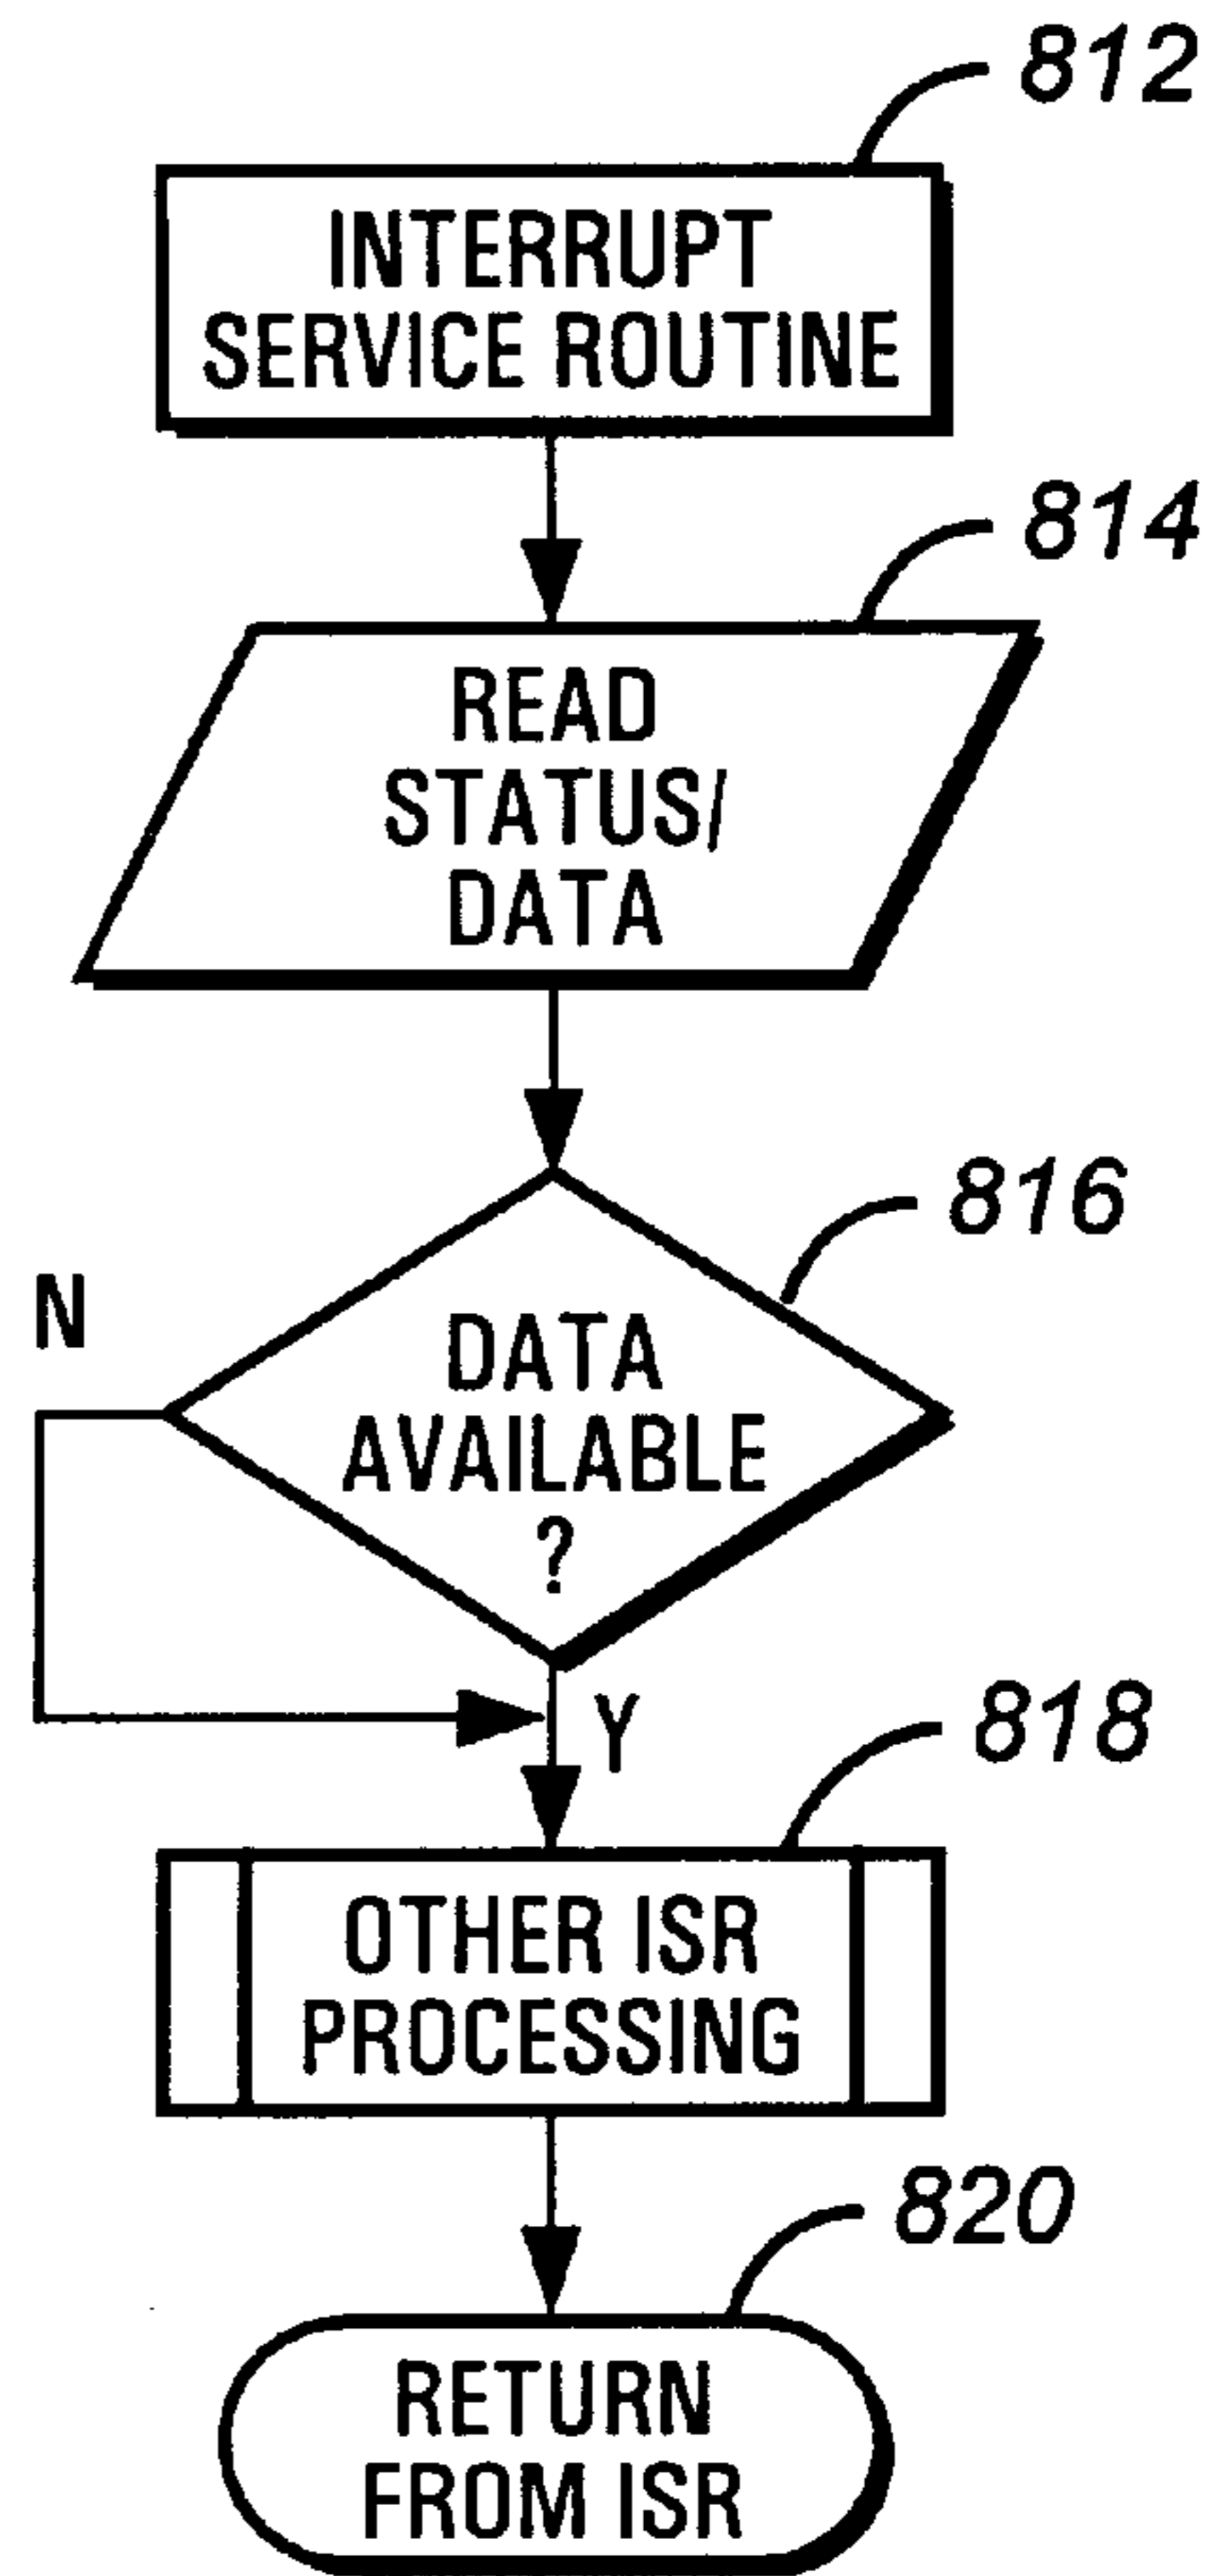 812
INTERRUPT
SERVICE ROUTINE
814
READ
STATUS/
DATA
816
N
DATA
AVAILABLE
?
Y
818
OTHER ISR
PROCESSING
820
RETURN
FROM ISR